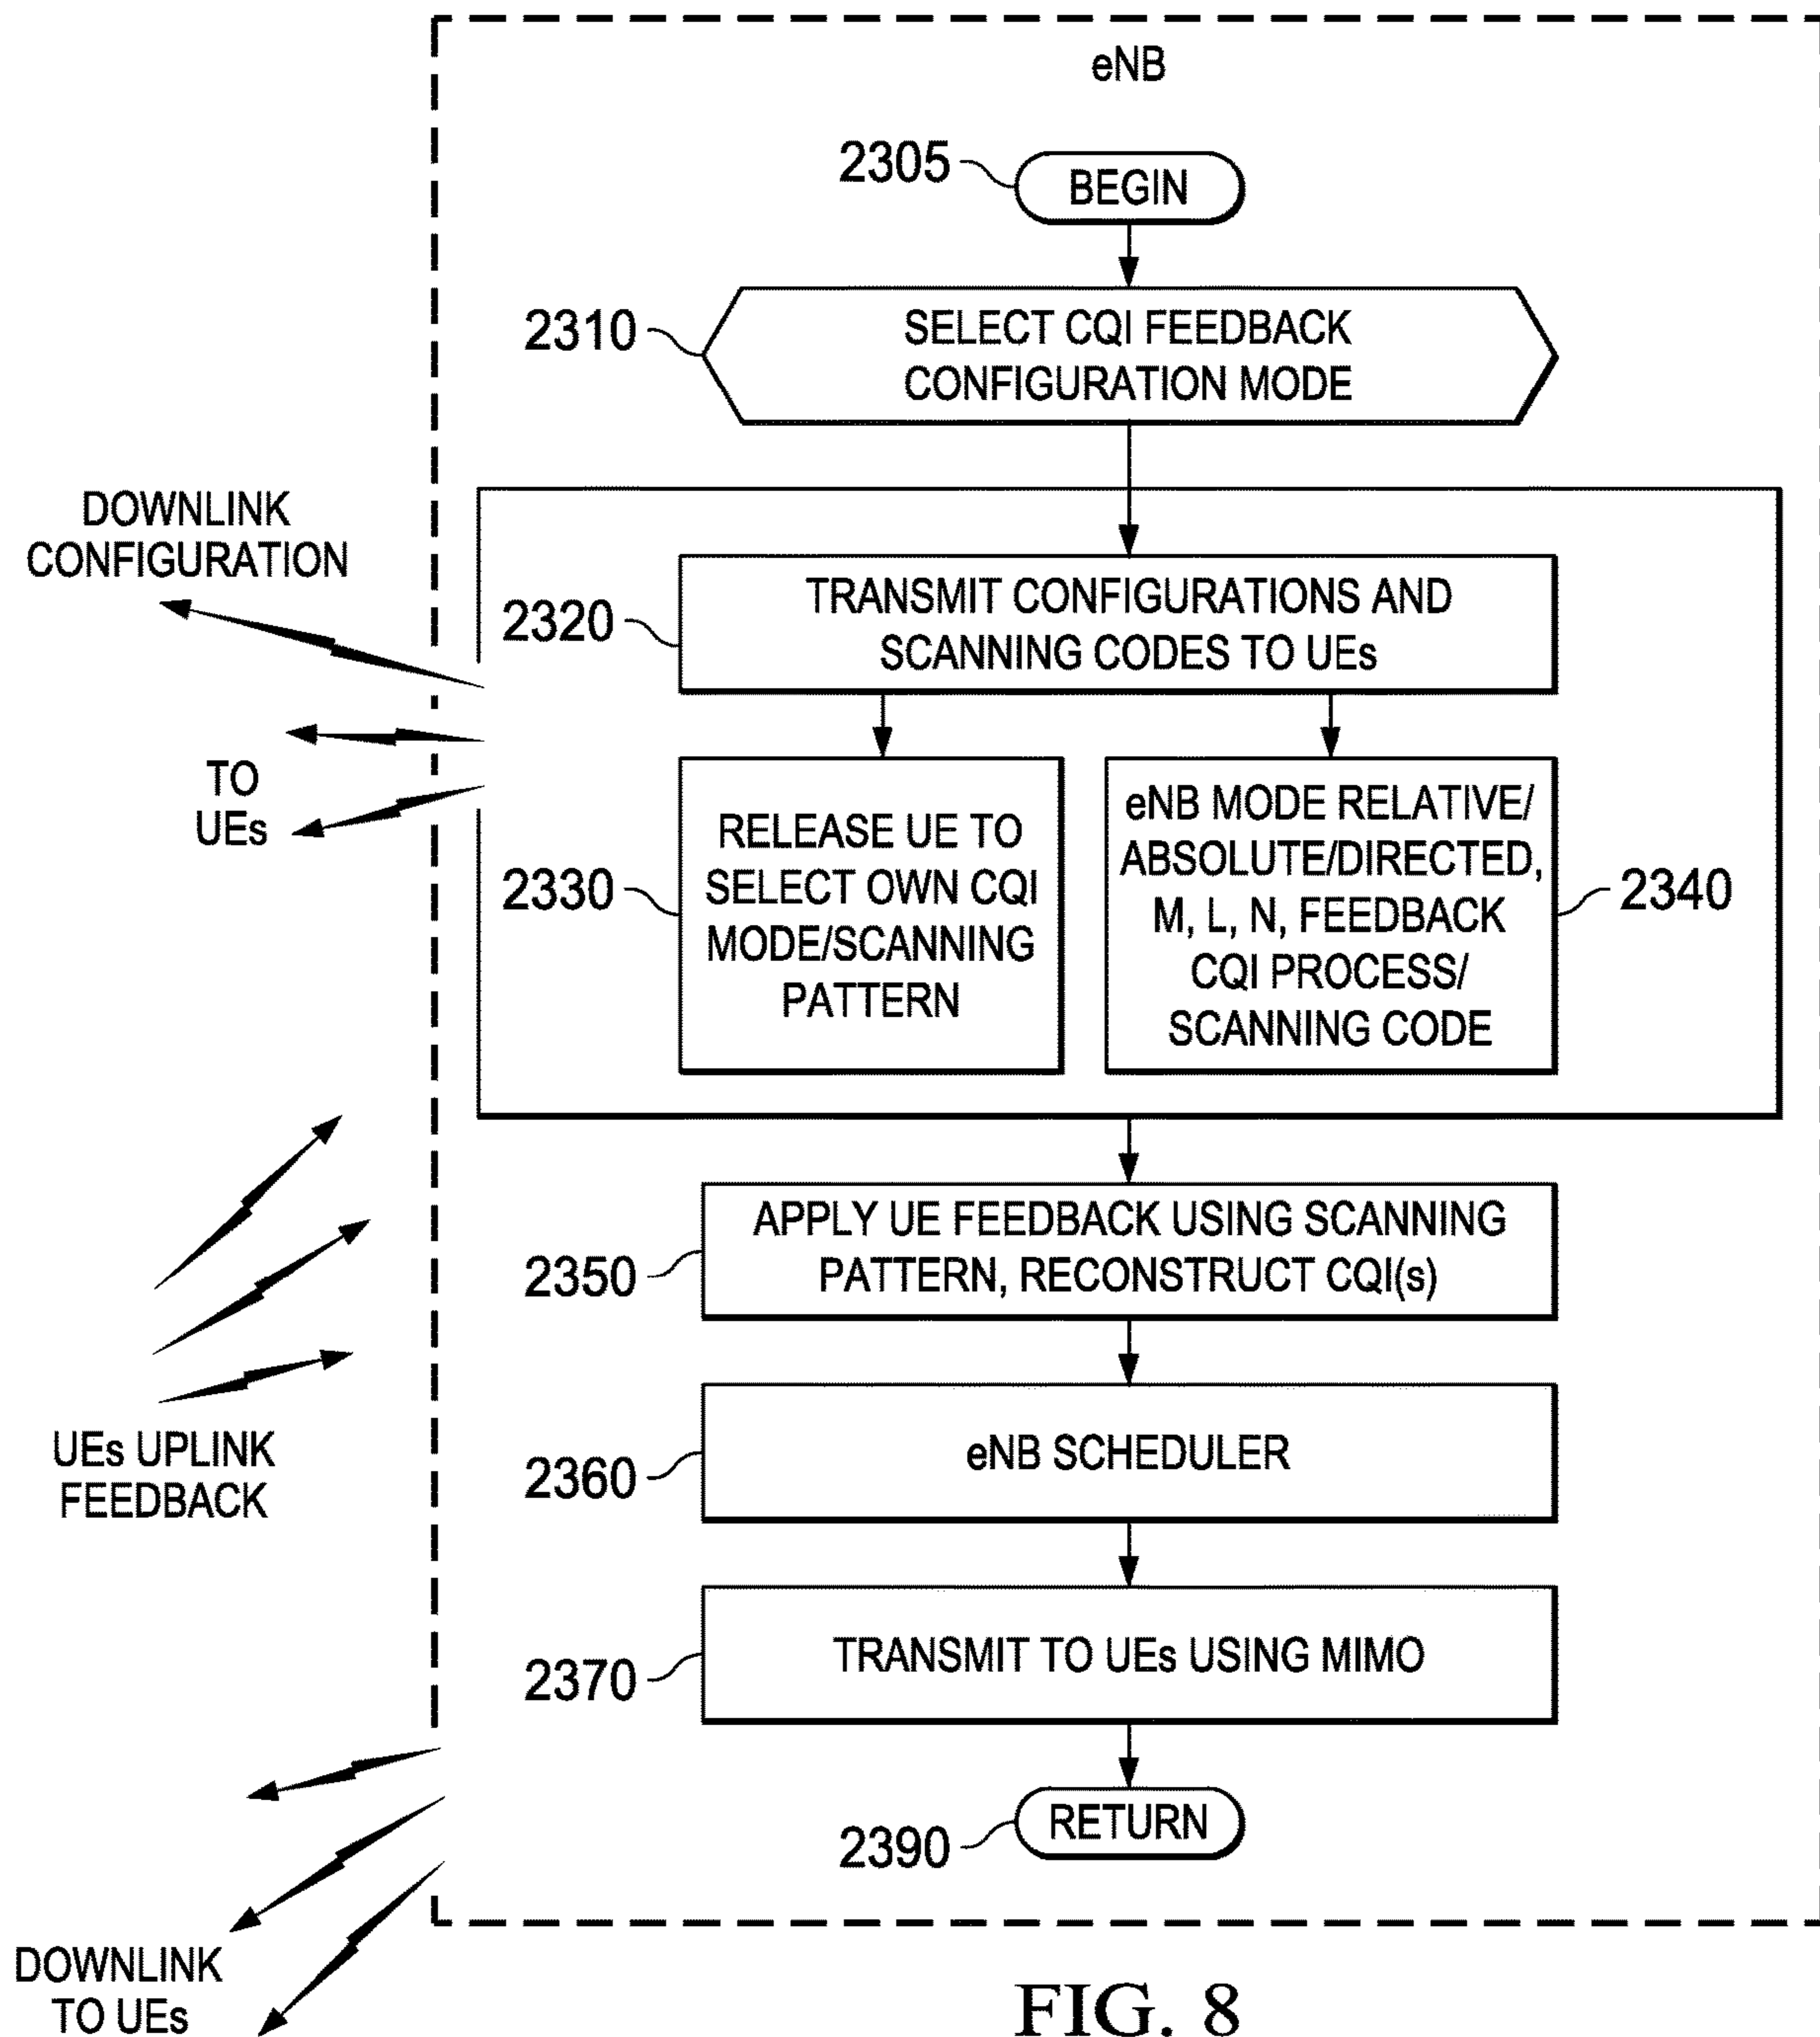 eNB
2305
BEGIN
2310
SELECT CQI FEEDBACK
CONFIGURATION MODE
DOWNLINK
CONFIGURATION
TO
UEs
2320
TRANSMIT CONFIGURATIONS AND
SCANNING CODES TO UEs
2330
RELEASE UE TO
SELECT OWN CQI
MODE/SCANNING
PATTERN
eNB MODE RELATIVE/
ABSOLUTE/DIRECTED,
M, L, N, FEEDBACK
CQI PROCESS/
SCANNING CODE
2340
2350
APPLY UE FEEDBACK USING SCANNING
PATTERN, RECONSTRUCT CQI(s)
UEs UPLINK
FEEDBACK
2360
eNB SCHEDULER
2370
TRANSMIT TO UEs USING MIMO
2390
RETURN
DOWNLINK
TO UEs
FIG. 8